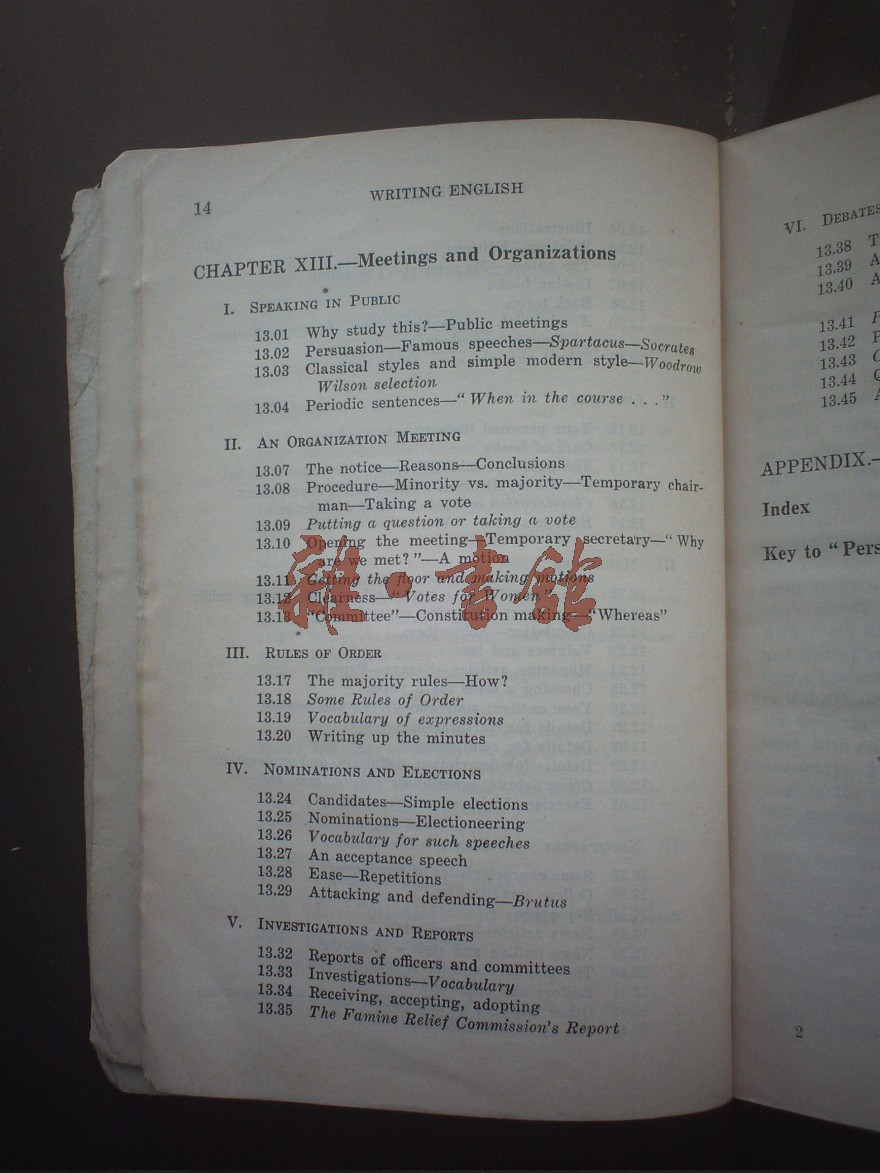 14
WRITING ENGLISH
CHAPTER XIII.—Meetings and Organizations
I. SPEAKING IN PUBLIC
13.01 Why study this?—Public meetings
13.02 Persuasion—Famous speeches—Spartacus—Socrates
13.03 Classical styles and simple modern style—Woodrow
Wilson selection
13.04 Periodic sentences—“When in the course . . .”
II. AN ORGANIZATION MEETING
13.07 The notice—Reasons—Conclusions
13.08 Procedure—Minority vs. majority—Temporary chair-
man—Taking a vote
13.09 Putting a question or taking a vote
13.10 Opening the meeting—Temporary secretary—“Why
are we met?”—A motion
13.11 Getting the floor and making motions
13.12 Clearness—“Votes for Women”
13.13 “Committee”—Constitution making—“Whereas”
III. RULES OF ORDER
13.17 The majority rules—How?
13.18 Some Rules of Order
13.19 Vocabulary of expressions
13.20 Writing up the minutes
IV. NOMINATIONS AND ELECTIONS
13.24 Candidates—Simple elections
13.25 Nominations—Electioneering
13.26 Vocabulary for such speeches
13.27 An acceptance speech
13.28 Ease—Repetitions
13.29 Attacking and defending—Brutus
V. INVESTIGATIONS AND REPORTS
13.32 Reports of officers and committees
13.33 Investigations—Vocabulary
13.34 Receiving, accepting, adopting
13.35 The Famine Relief Commission's Report
VI. DEBATES
13.38 T
13.39 A
13.40 A
13.41
13.42
13.43
13.44
13.45
APPENDIX.—
Index
Key to “Pers
2
雜·書館